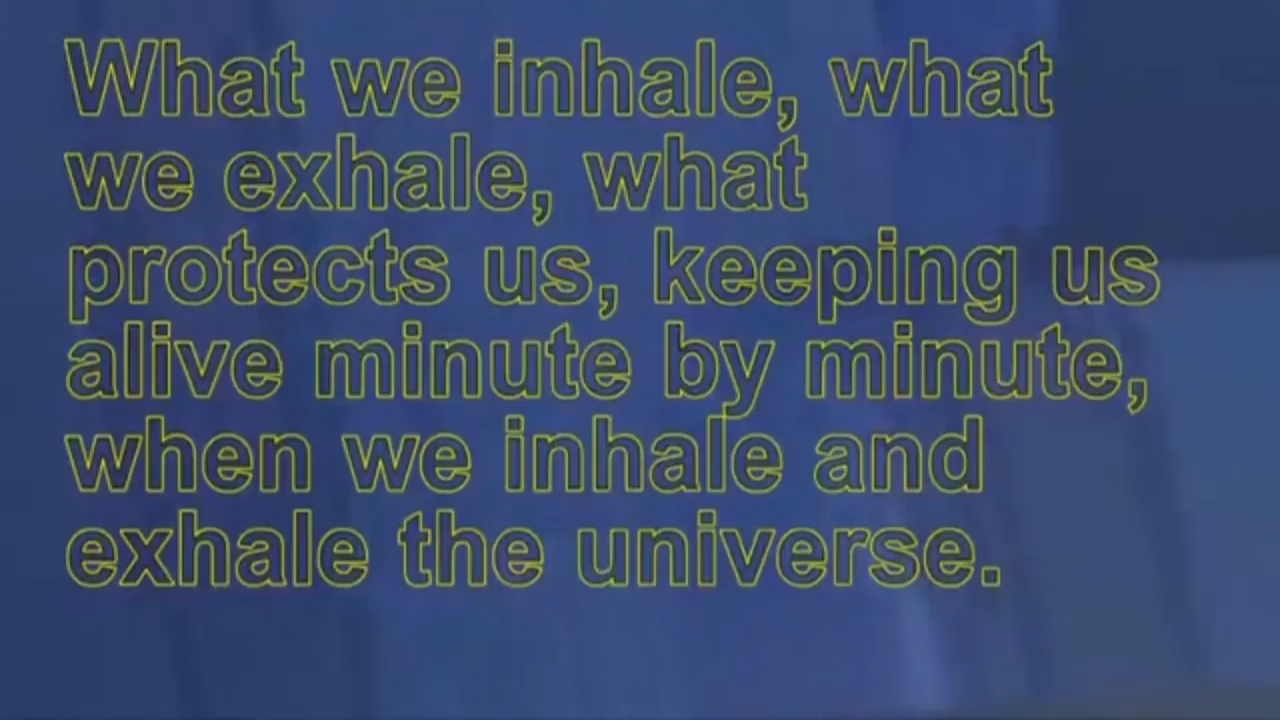 What we inhale, what
we exhale, what
protects us, keeping us
alive minute by minute,
when we inhale and
exhale the universe.